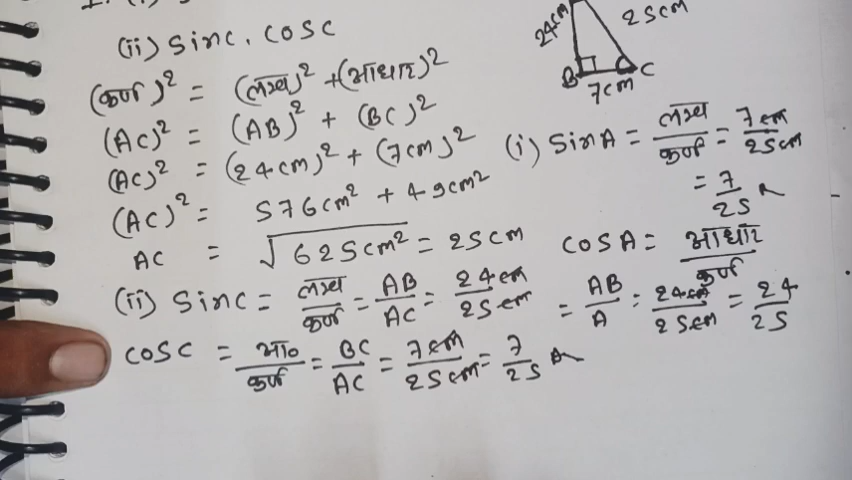 (ii) Sinc, COSC
24cm 25cm
B C
7cm
(कर्ण)² = (लम्ब)² + (आधार)²
(AC)² = (AB)² + (BC)²
(AC)² = (24cm)² + (7cm)²
(AC)² = 576cm² + 49cm²
AC = √625cm² = 25cm
(i) SinA = लम्ब/कर्ण = 7cm/25cm
= 7/25
COSA = आधार/कर्ण
= AB/A = 24cm/25cm = 24/25
(ii) Sinc = लम्ब/कर्ण = AB/AC = 24cm/25cm
COSC = आ०/कर्ण = BC/AC = 7cm/25cm = 7/25